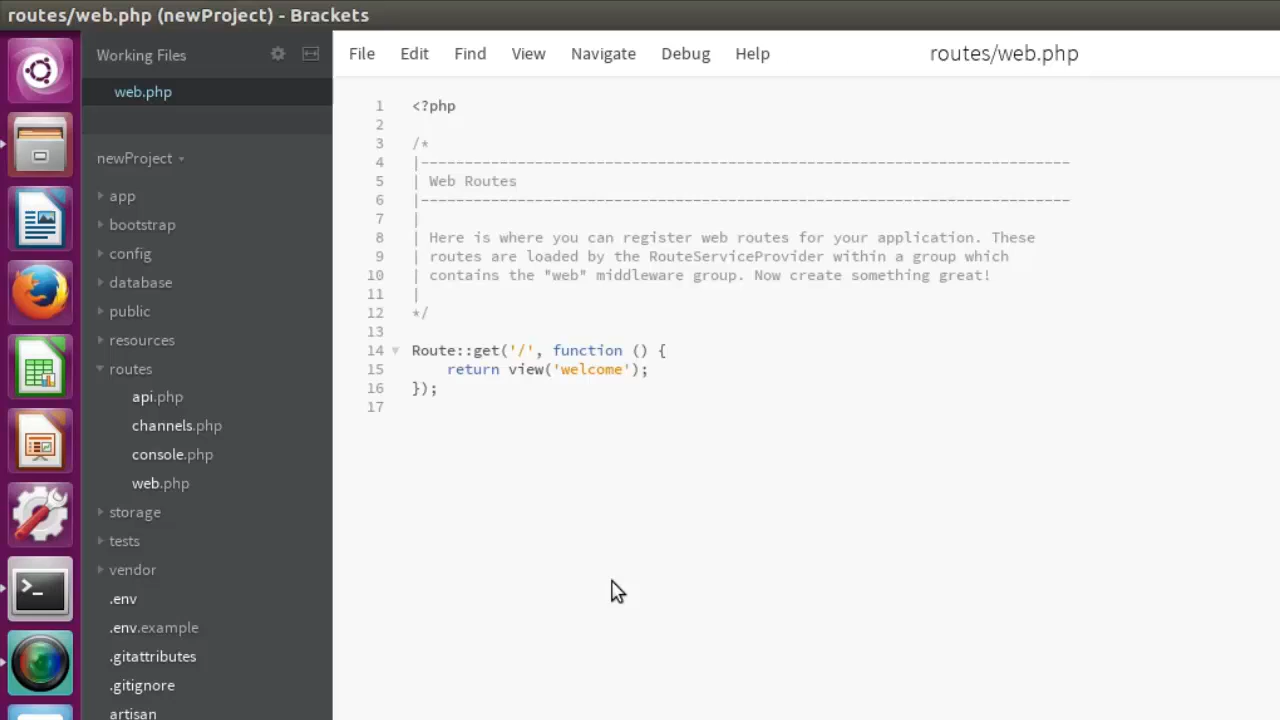 routes/web.php (newProject) - Brackets
Working Files
web.php
newProject
app
bootstrap
config
database
public
resources
routes
api.php
channels.php
console.php
web.php
storage
tests
vendor
.env
.env.example
.gitattributes
.gitignore
artisan
File Edit Find View Navigate Debug Help routes/web.php
1 <?php
2
3 /*
4 |--------------------------------------------------------------------------
5 | Web Routes
6 |--------------------------------------------------------------------------
7 |
8 | Here is where you can register web routes for your application. These
9 | routes are loaded by the RouteServiceProvider within a group which
10 | contains the "web" middleware group. Now create something great!
11 |
12 */
13
14 Route::get('/', function () {
15 return view('welcome');
16 });
17